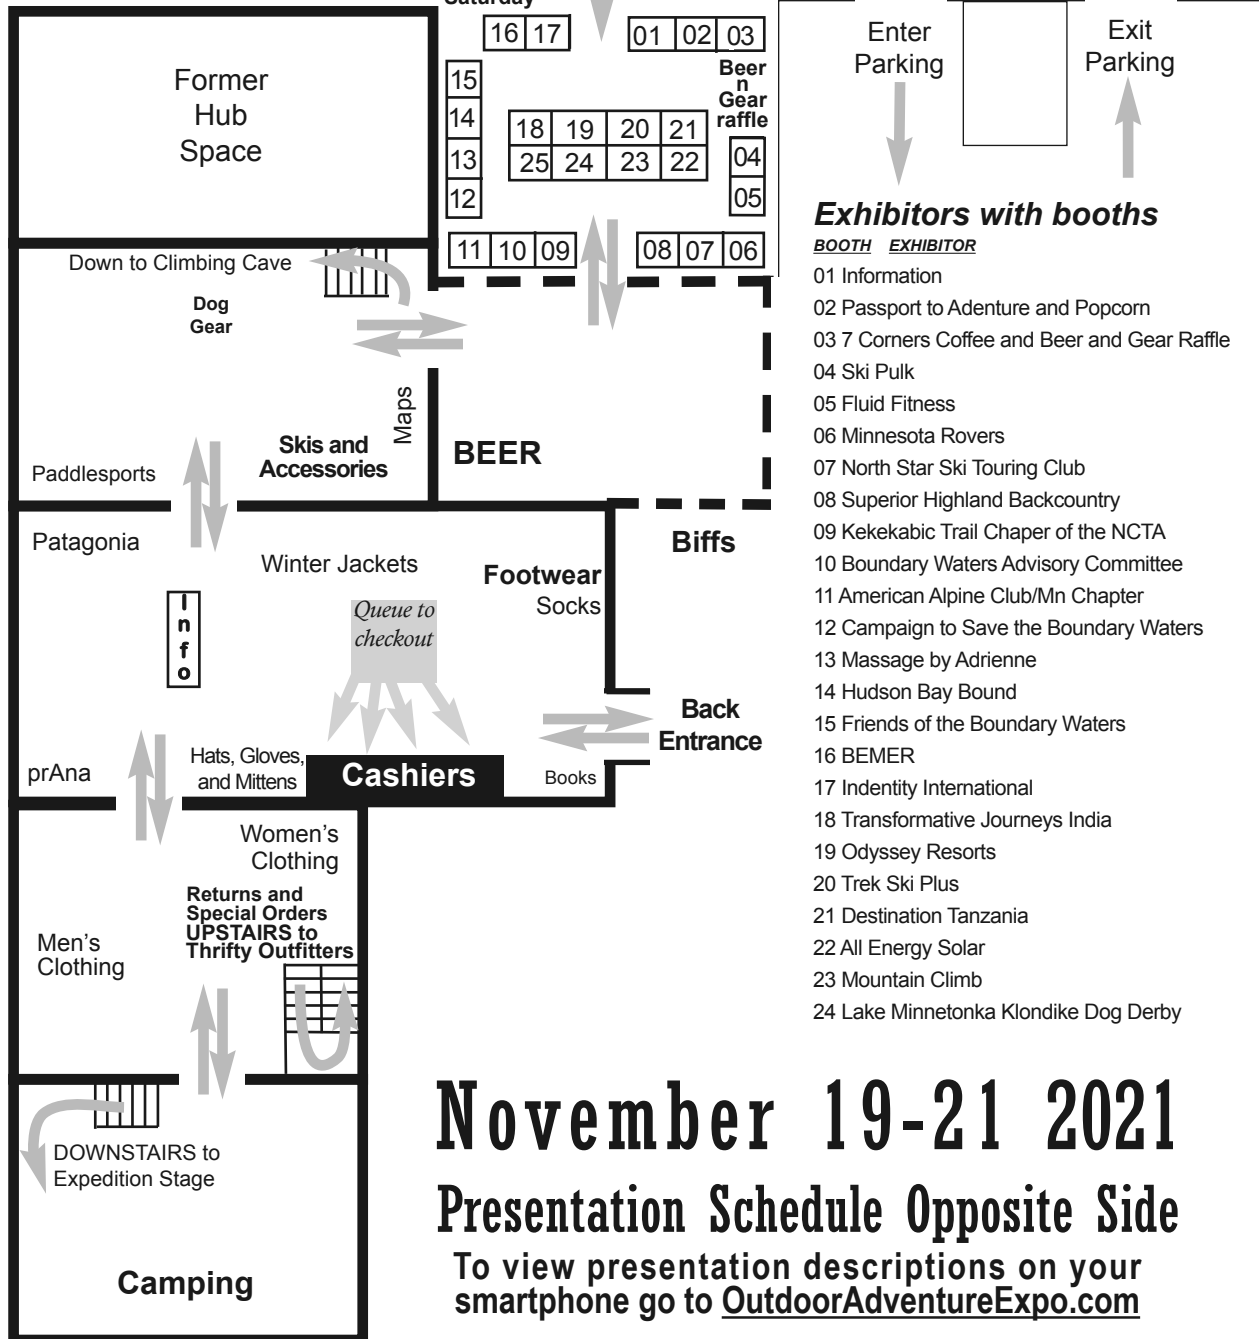 Saturday
16 17
01 02 03
Enter
Parking
Exit
Parking
Former
Hub
Space
15
14
13
12
Beer
n
Gear
raffle
18 19 20 21
25 24 23 22
04
05
11 10 09
08 07 06
Down to Climbing Cave
Dog
Gear
Maps
Skis and
Accessories
Paddlesports
BEER
Biffs
Patagonia
Winter Jackets
Footwear
Socks
Info
Queue to
checkout
Back
Entrance
prAna
Hats, Gloves,
and Mittens
Cashiers
Books
Women's
Clothing
Returns and
Special Orders
UPSTAIRS to
Thrifty Outfitters
Men's
Clothing
DOWNSTAIRS to
Expedition Stage
Camping
Exhibitors with booths
BOOTH EXHIBITOR
01 Information
02 Passport to Adenture and Popcorn
03 7 Corners Coffee and Beer and Gear Raffle
04 Ski Pulk
05 Fluid Fitness
06 Minnesota Rovers
07 North Star Ski Touring Club
08 Superior Highland Backcountry
09 Kekekabic Trail Chaper of the NCTA
10 Boundary Waters Advisory Committee
11 American Alpine Club/Mn Chapter
12 Campaign to Save the Boundary Waters
13 Massage by Adrienne
14 Hudson Bay Bound
15 Friends of the Boundary Waters
16 BEMER
17 Indentity International
18 Transformative Journeys India
19 Odyssey Resorts
20 Trek Ski Plus
21 Destination Tanzania
22 All Energy Solar
23 Mountain Climb
24 Lake Minnetonka Klondike Dog Derby
November 19-21 2021
Presentation Schedule Opposite Side
To view presentation descriptions on your
smartphone go to OutdoorAdventureExpo.com